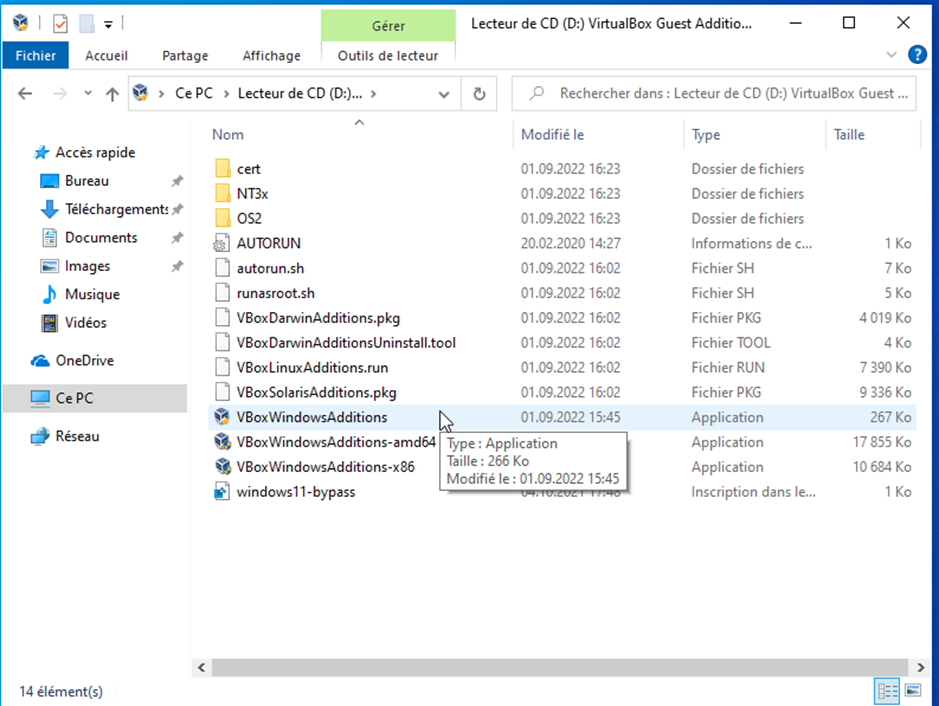 Gérer
Lecteur de CD (D:) VirtualBox Guest Additio...
Fichier
Accueil
Partage
Affichage
Outils de lecteur
?
Ce PC
Lecteur de CD (D:)...
Rechercher dans : Lecteur de CD (D:) VirtualBox Guest ...
Nom
Modifié le
Type
Taille
Accès rapide
Bureau
Téléchargements
Documents
Images
Musique
Vidéos
OneDrive
Ce PC
Réseau
cert 01.09.2022 16:23 Dossier de fichiers
NT3x 01.09.2022 16:23 Dossier de fichiers
OS2 01.09.2022 16:23 Dossier de fichiers
AUTORUN 20.02.2020 14:27 Informations de c... 1 Ko
autorun.sh 01.09.2022 16:02 Fichier SH 7 Ko
runasroot.sh 01.09.2022 16:02 Fichier SH 5 Ko
VBoxDarwinAdditions.pkg 01.09.2022 16:02 Fichier PKG 4 019 Ko
VBoxDarwinAdditionsUninstall.tool 01.09.2022 16:02 Fichier TOOL 4 Ko
VBoxLinuxAdditions.run 01.09.2022 16:02 Fichier RUN 7 390 Ko
VBoxSolarisAdditions.pkg 01.09.2022 16:02 Fichier PKG 9 336 Ko
VBoxWindowsAdditions 01.09.2022 15:45 Application 267 Ko
VBoxWindowsAdditions-amd64 Application 17 855 Ko
VBoxWindowsAdditions-x86 Application 10 684 Ko
windows11-bypass 04.10.2021 17:48 Inscription dans le... 1 Ko
Type : Application
Taille : 266 Ko
Modifié le : 01.09.2022 15:45
14 élément(s)